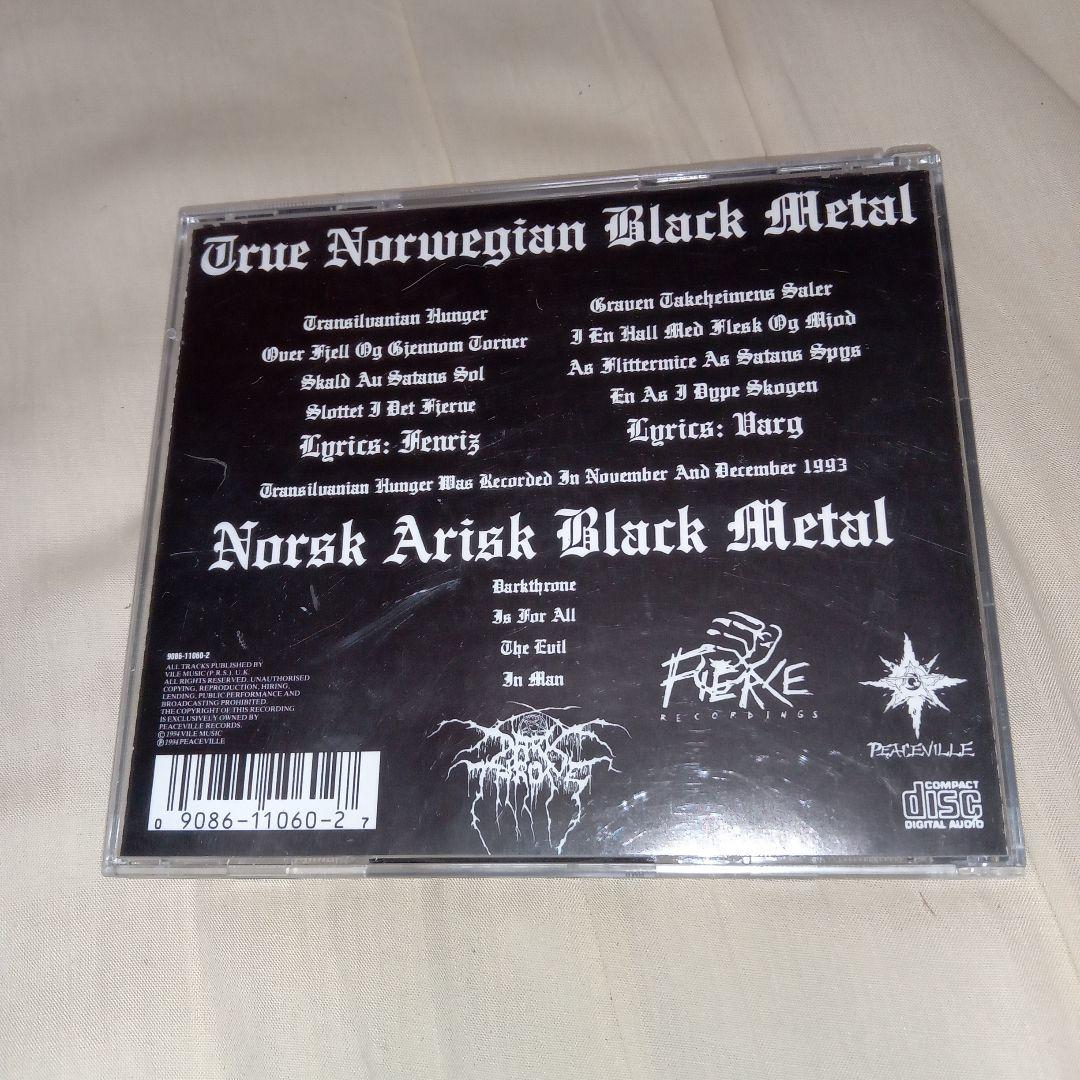 True Norwegian Black Metal
Transilvanian Hunger
Over Fjell Og Gjennom Torner
Skald Au Satans Sol
Slottet I Det Fjerne
Lyrics: Fenriz
Graven Takeheimens Saler
I En Hall Med Flesk Og Mjod
As Flittermice As Satans Spys
En As I Dype Skogen
Lyrics: Varg
Transilvanian Hunger Was Recorded In November And December 1993
Norsk Arisk Black Metal
Darkthrone
Is For All
The Evil
In Man
9086-11060-2
ALL TRACKS PUBLISHED BY
VILE MUSIC (P.R.S.). U.K.
ALL RIGHTS RESERVED. UNAUTHORISED
COPYING, REPRODUCTION, HIRING,
LENDING, PUBLIC PERFORMANCE AND
BROADCASTING PROHIBITED.
THE COPYRIGHT OF THIS RECORDING
IS EXCLUSIVELY OWNED BY
PEACEVILLE RECORDS.
© 1994 VILE MUSIC
℗ 1994 PEACEVILLE
0 9086-11060-2 7
DARK
THRONE
FIERCE
RECORDINGS
PEACEVILLE
COMPACT
disc
DIGITAL AUDIO